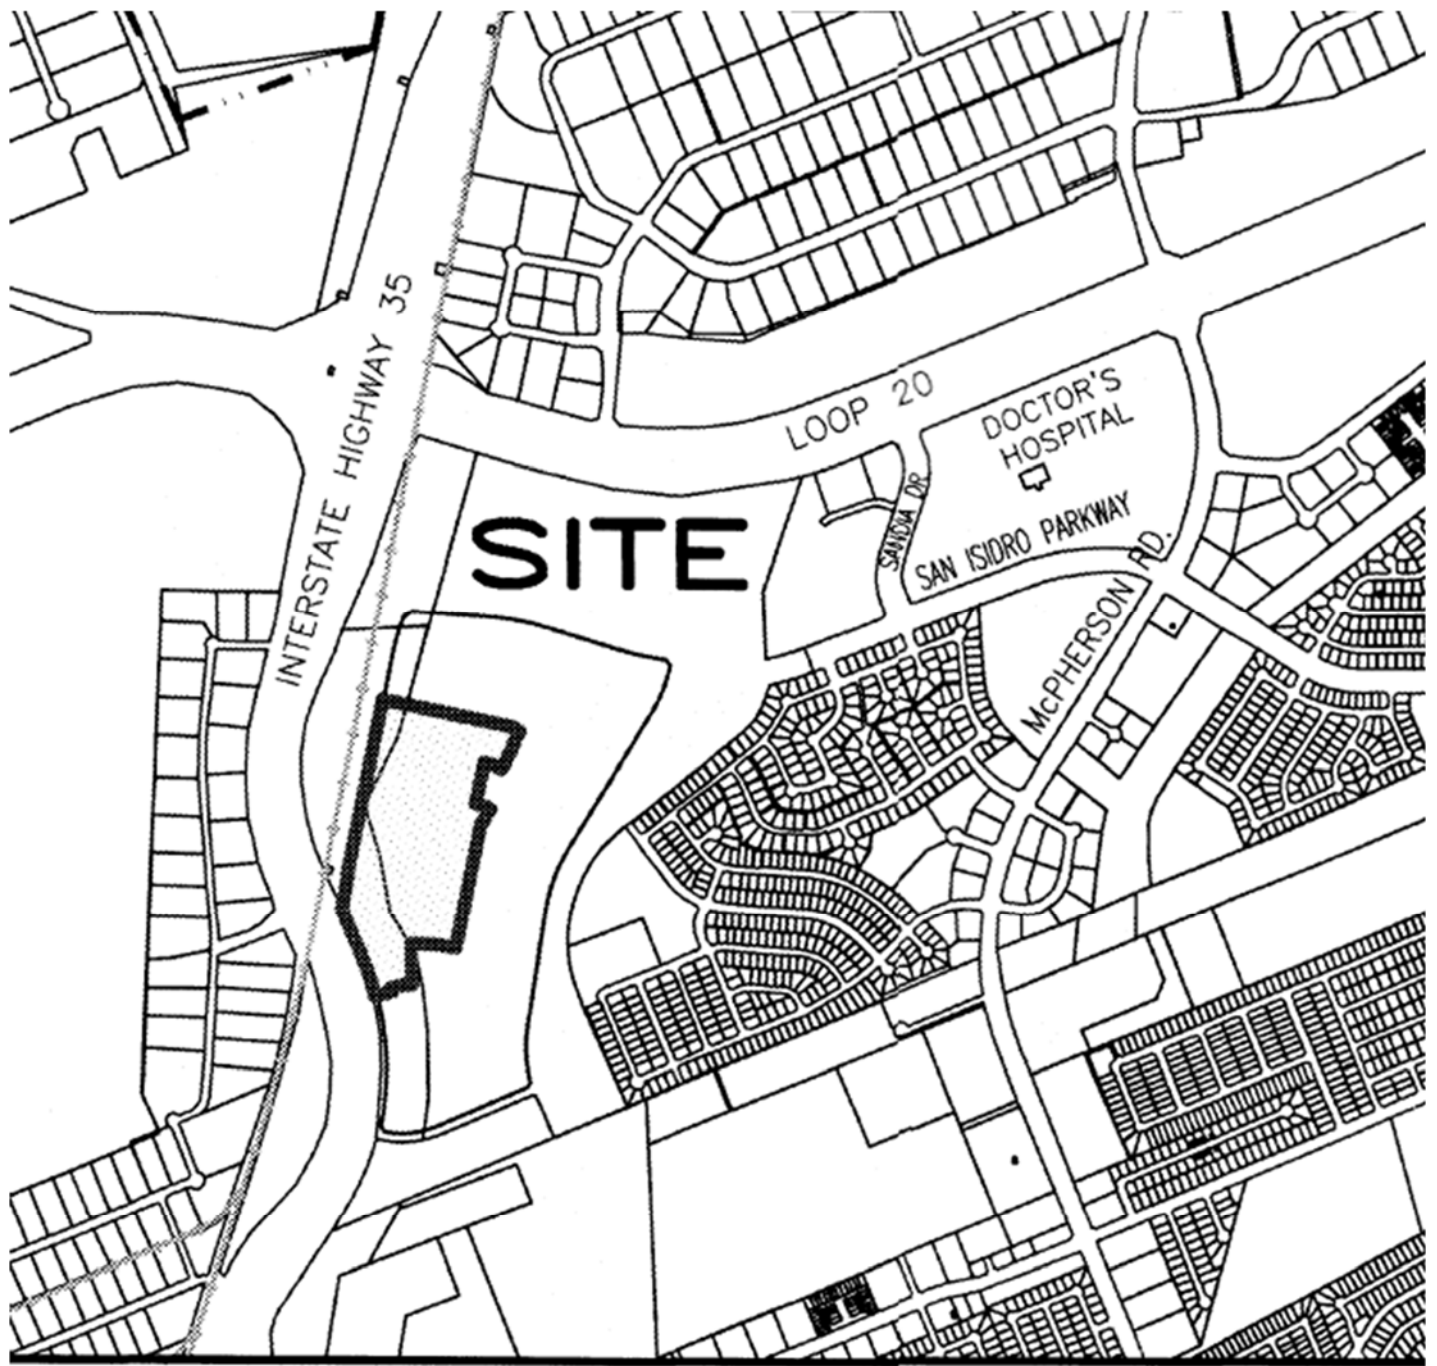 INTERSTATE HIGHWAY 35
LOOP 20
DOCTOR'S
HOSPITAL
SANDIA DR
SAN ISIDRO PARKWAY
McPHERSON RD.
SITE